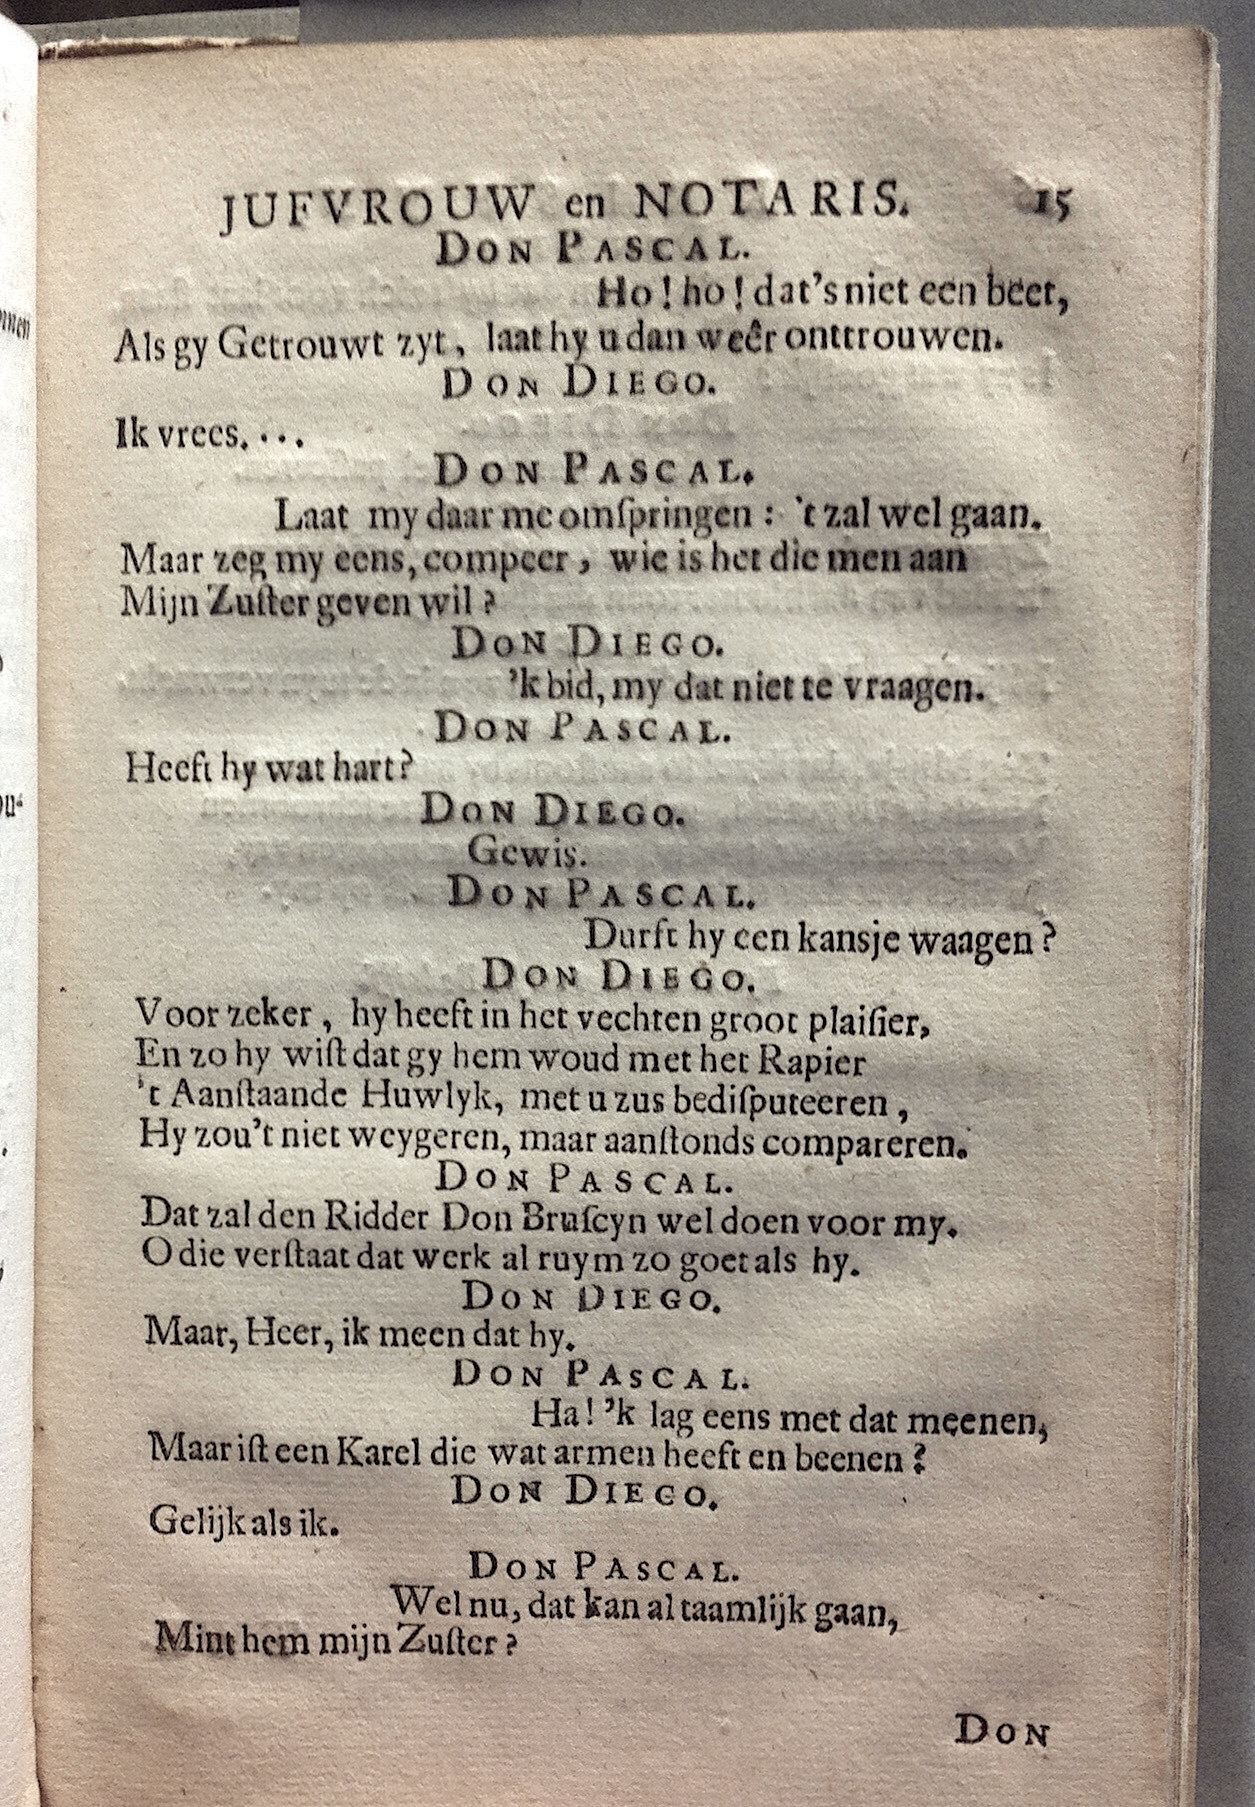 JUFVROUW en NOTARIS. 15
DON PASCAL.
Ho! ho! dat's niet een beet,
Als gy Getrouwt zyt, laat hy u dan weêr onttrouwen.
DON DIEGO.
Ik vrees. . . .
DON PASCAL.
Laat my daar me omſpringen : 't zal wel gaan.
Maar zeg my eens, compeer, wie is het die men aan
Mijn Zuſter geven wil ?
DON DIEGO.
'k bid, my dat niet te vraagen.
DON PASCAL.
Heeft hy wat hart?
DON DIEGO.
Gewis.
DON PASCAL.
Durft hy een kansje waagen ?
DON DIEGO.
Voor zeker, hy heeft in het vechten groot plaiſier,
En zo hy wiſt dat gy hem woud met het Rapier
't Aanſtaande Huwlyk, met u zus bediſputeeren,
Hy zou't niet weygeren, maar aanſtonds compareren.
DON PASCAL.
Dat zal den Ridder Don Bruſcyn wel doen voor my.
O die verſtaat dat werk al ruym zo goet als hy.
DON DIEGO.
Maar, Heer, ik meen dat hy.
DON PASCAL.
Ha! 'k lag eens met dat meenen,
Maar iſt een Karel die wat armen heeft en beenen ?
DON DIEGO.
Gelijk als ik.
DON PASCAL.
Wel nu, dat kan al taamlijk gaan,
Mint hem mijn Zuſter ?
DON